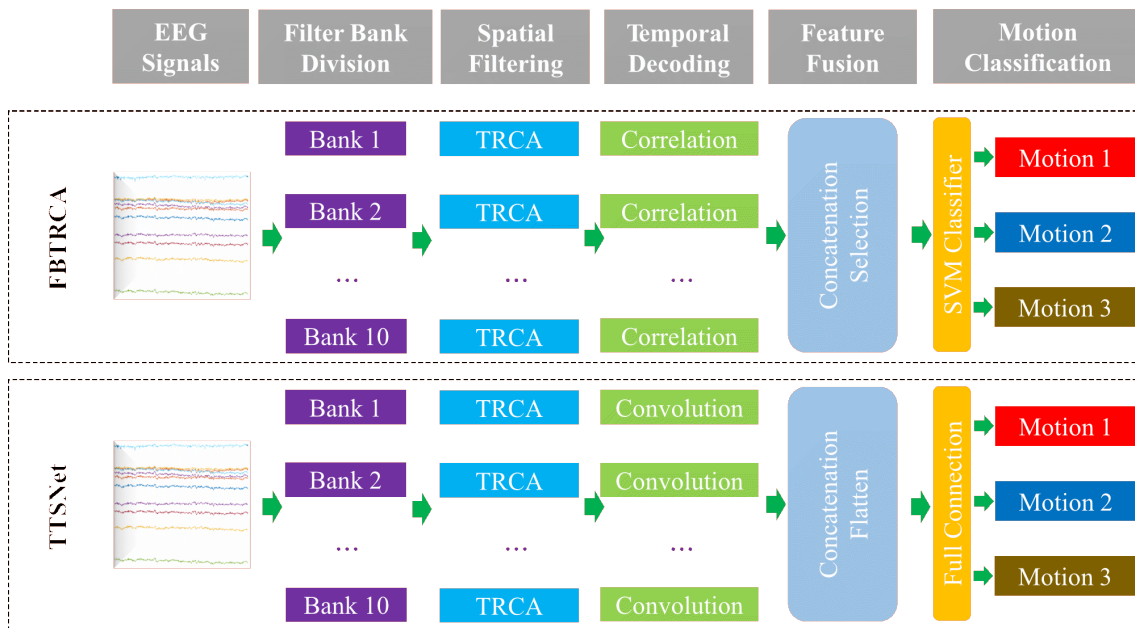 EEG
Signals
Filter Bank
Division
Spatial
Filtering
Temporal
Decoding
Feature
Fusion
Motion
Classification
FBTRCA
Bank 1
TRCA
Correlation
Bank 2
TRCA
Correlation
...
...
...
Bank 10
TRCA
Correlation
Concatenation
Selection
SVM Classifier
Motion 1
Motion 2
Motion 3
TTSNet
Bank 1
TRCA
Convolution
Bank 2
TRCA
Convolution
...
...
...
Bank 10
TRCA
Convolution
Concatenation
Flatten
Full Connection
Motion 1
Motion 2
Motion 3